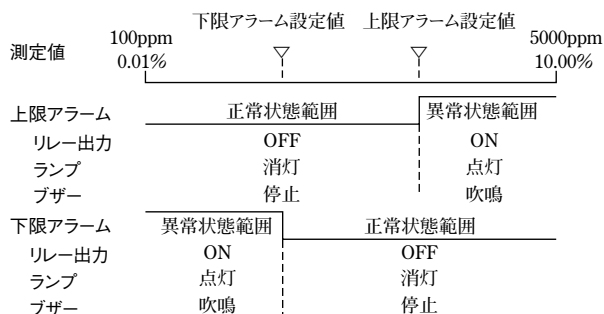 下限アラーム設定値 上限アラーム設定値
測定値 100ppm 5000ppm
0.01% 10.00%
上限アラーム 正常状態範囲 異常状態範囲
リレー出力 OFF ON
ランプ 消灯 点灯
ブザー 停止 吹鳴
下限アラーム 異常状態範囲 正常状態範囲
リレー出力 ON OFF
ランプ 点灯 消灯
ブザー 吹鳴 停止